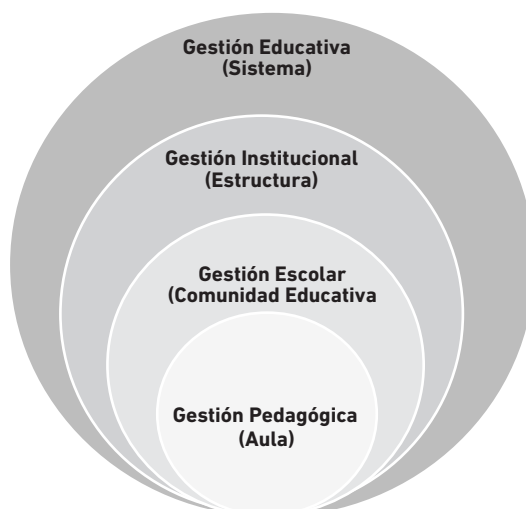 Gestión Educativa
(Sistema)
Gestión Institucional
(Estructura)
Gestión Escolar
(Comunidad Educativa
Gestión Pedagógica
(Aula)